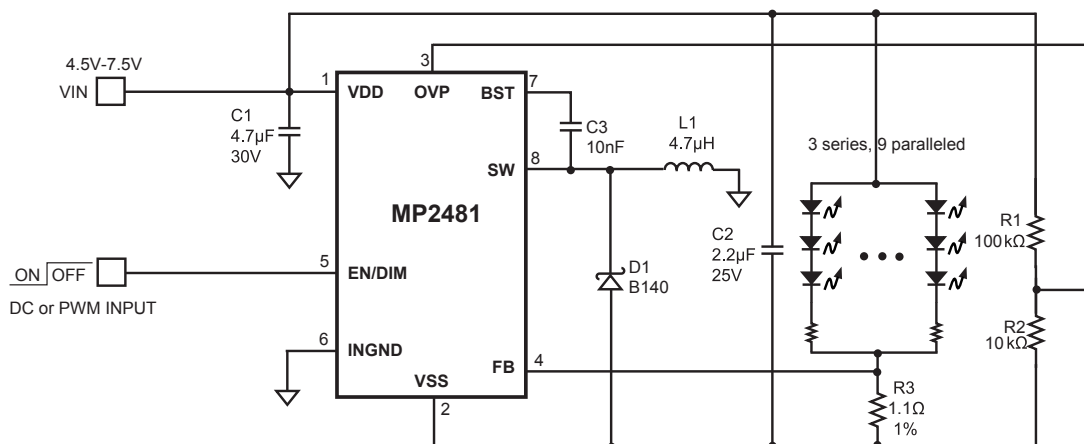 4.5V-7.5V
VIN
1
VDD
3
OVP
7
BST
C1
4.7µF
30V
C3
10nF
L1
4.7µH
8
SW
MP2481
3 series, 9 paralleled
R1
100kΩ
C2
2.2µF
25V
D1
B140
ON OFF
5
EN/DIM
DC or PWM INPUT
6
INGND
R2
10kΩ
4
FB
VSS
2
R3
1.1Ω
1%